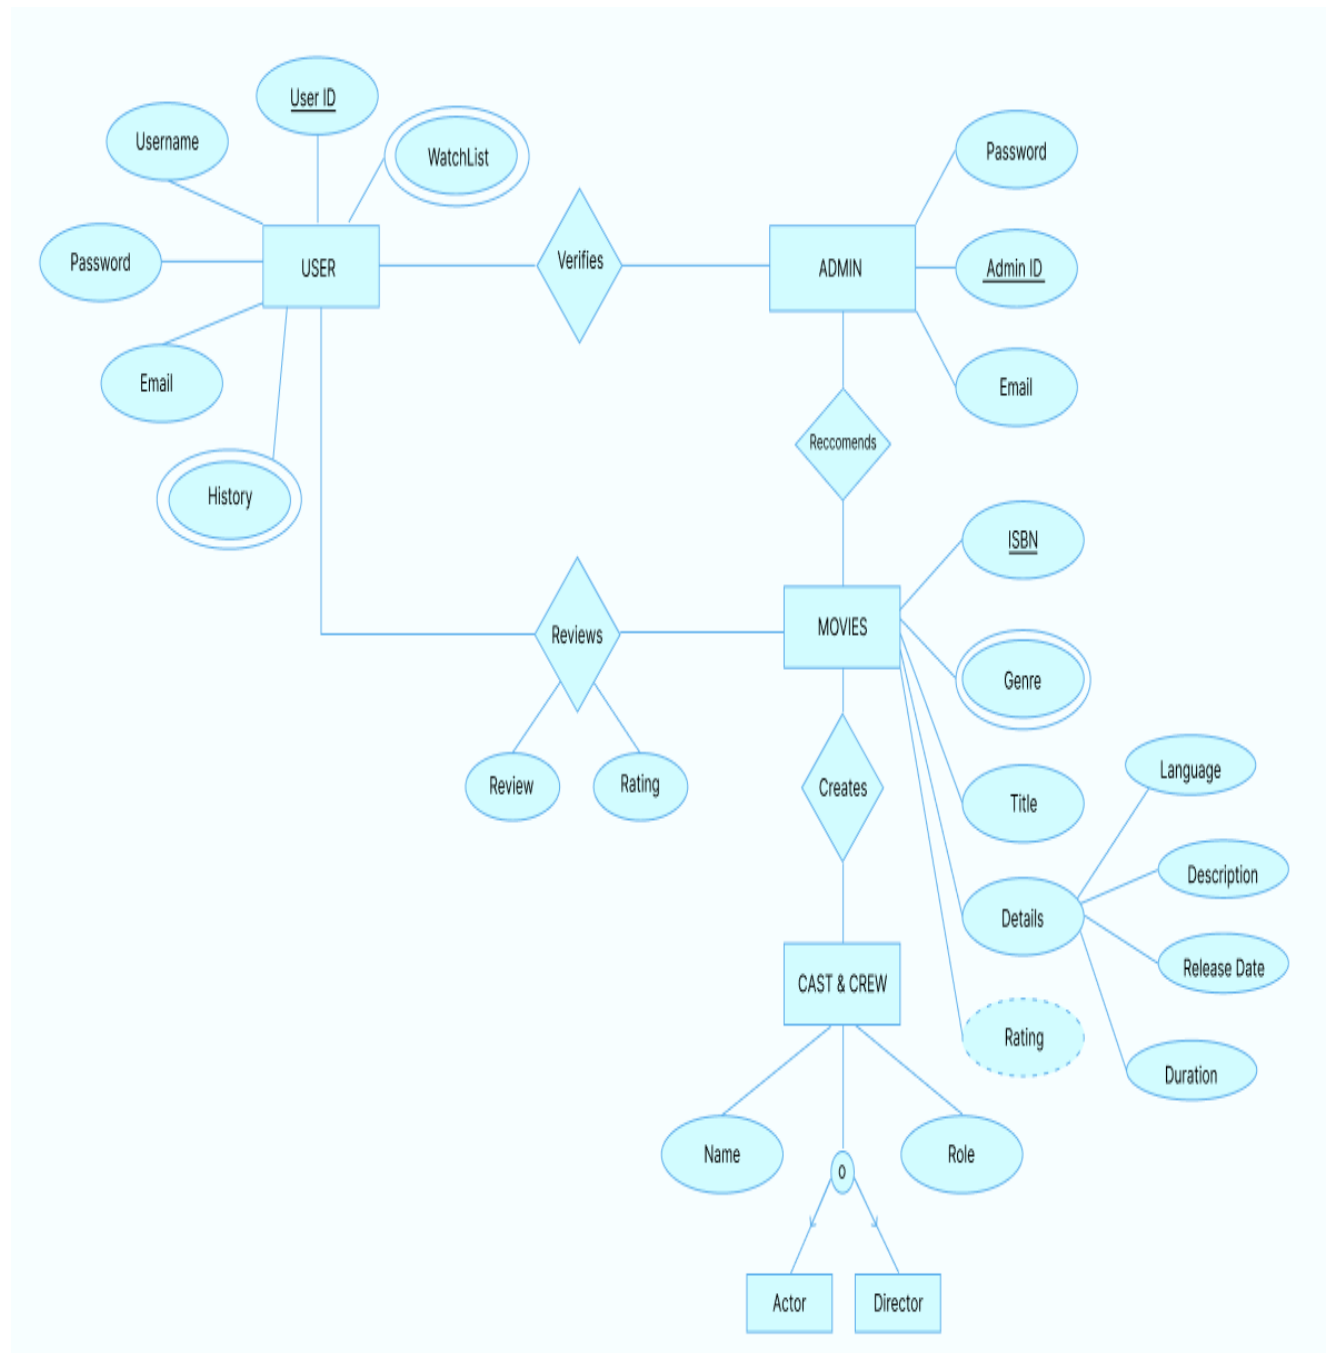 User ID
Username
WatchList
Password
USER
Verifies
ADMIN
Password
Admin ID
Email
Email
History
Reccomends
ISBN
Reviews
MOVIES
Genre
Review
Rating
Creates
Title
Language
Details
Description
Release Date
CAST & CREW
Rating
Duration
Name
O
Role
Actor
Director